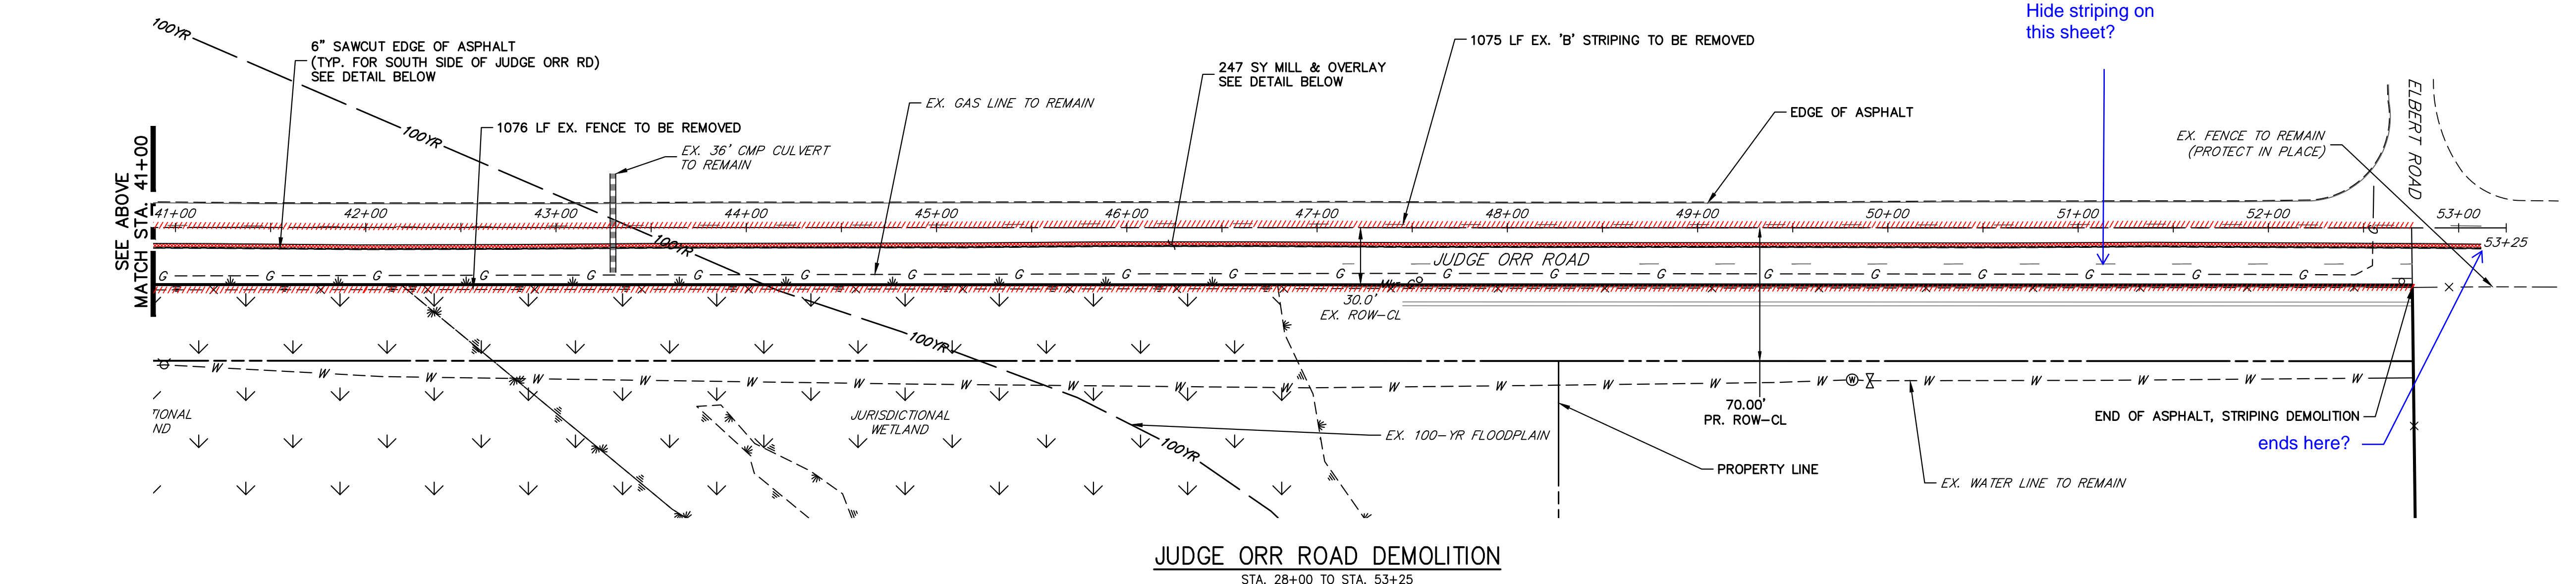 Hide striping on
this sheet?
100YR
6" SAWCUT EDGE OF ASPHALT
(TYP. FOR SOUTH SIDE OF JUDGE ORR RD)
SEE DETAIL BELOW
1075 LF EX. 'B' STRIPING TO BE REMOVED
247 SY MILL & OVERLAY
SEE DETAIL BELOW
EX. GAS LINE TO REMAIN
EDGE OF ASPHALT
ELBERT ROAD
1076 LF EX. FENCE TO BE REMOVED
100YR
EX. 36' CMP CULVERT
TO REMAIN
EX. FENCE TO REMAIN
(PROTECT IN PLACE)
SEE ABOVE
MATCH STA. 41+00
41+00 42+00 43+00 44+00 45+00 46+00 47+00 48+00 49+00 50+00 51+00 52+00 53+00
53+25
100YR
G
JUDGE ORR ROAD
G G G G G G G G G G G G G G G G G G G G G
30.0'
EX. ROW-CL
100YR
W W W W W W W W W W W W W W W W W W W W W W
70.00'
PR. ROW-CL
TIONAL
ND
JURISDICTIONAL
WETLAND
END OF ASPHALT, STRIPING DEMOLITION
ends here?
EX. 100-YR FLOODPLAIN
100YR
PROPERTY LINE
EX. WATER LINE TO REMAIN
JUDGE ORR ROAD DEMOLITION
STA. 28+00 TO STA. 53+25